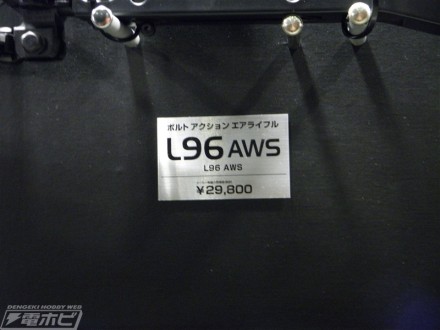 ボルト アクション エアライフル
L96 AWS
L96 AWS
¥29,800
DENGEKI HOBBY WEB
電ホビ